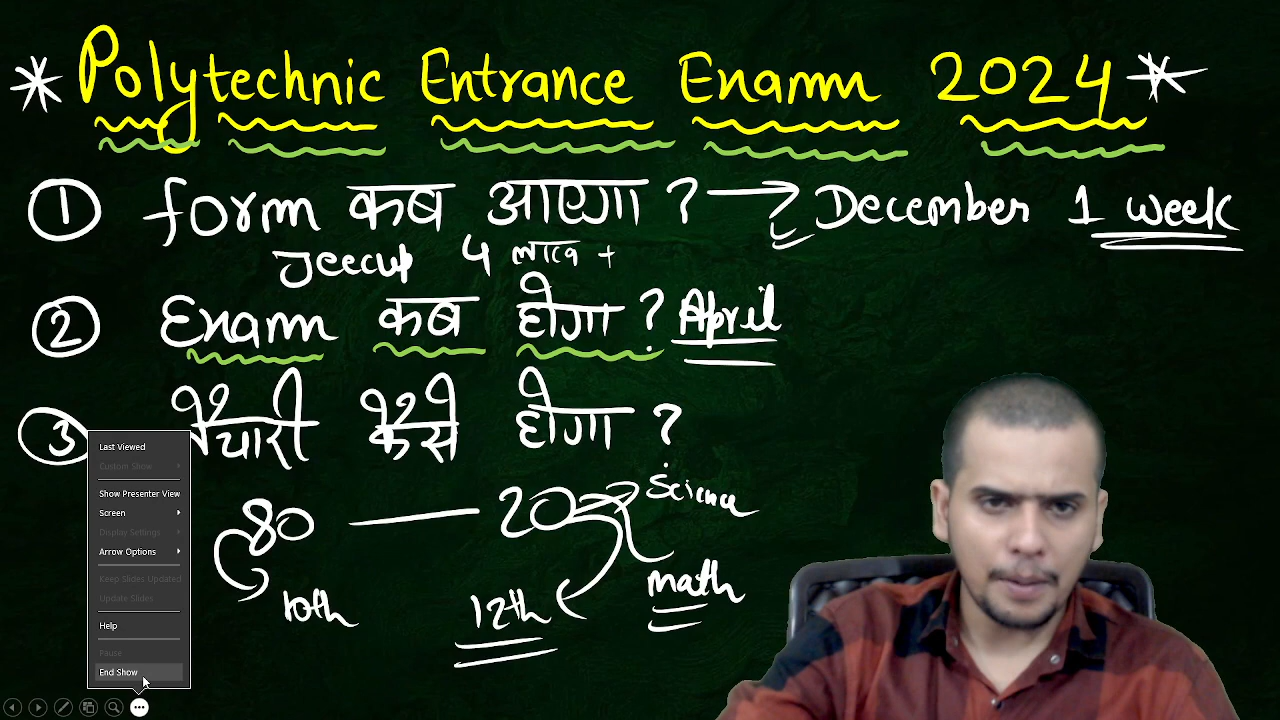 * Polytechnic Entrance Enamm 2024 *
① form कब आएगा ? → ? December 1 week
Jeecup 4 लाख +
② Enamm कब होगा ? April
③ तैयारी कैसे होगा ?
80 — 20 Science
math
10th 12th
Last Viewed
Custom Show
Show Presenter View
Screen
Display Settings
Arrow Options
Keep Slides Updated
Update Slides
Help
Pause
End Show